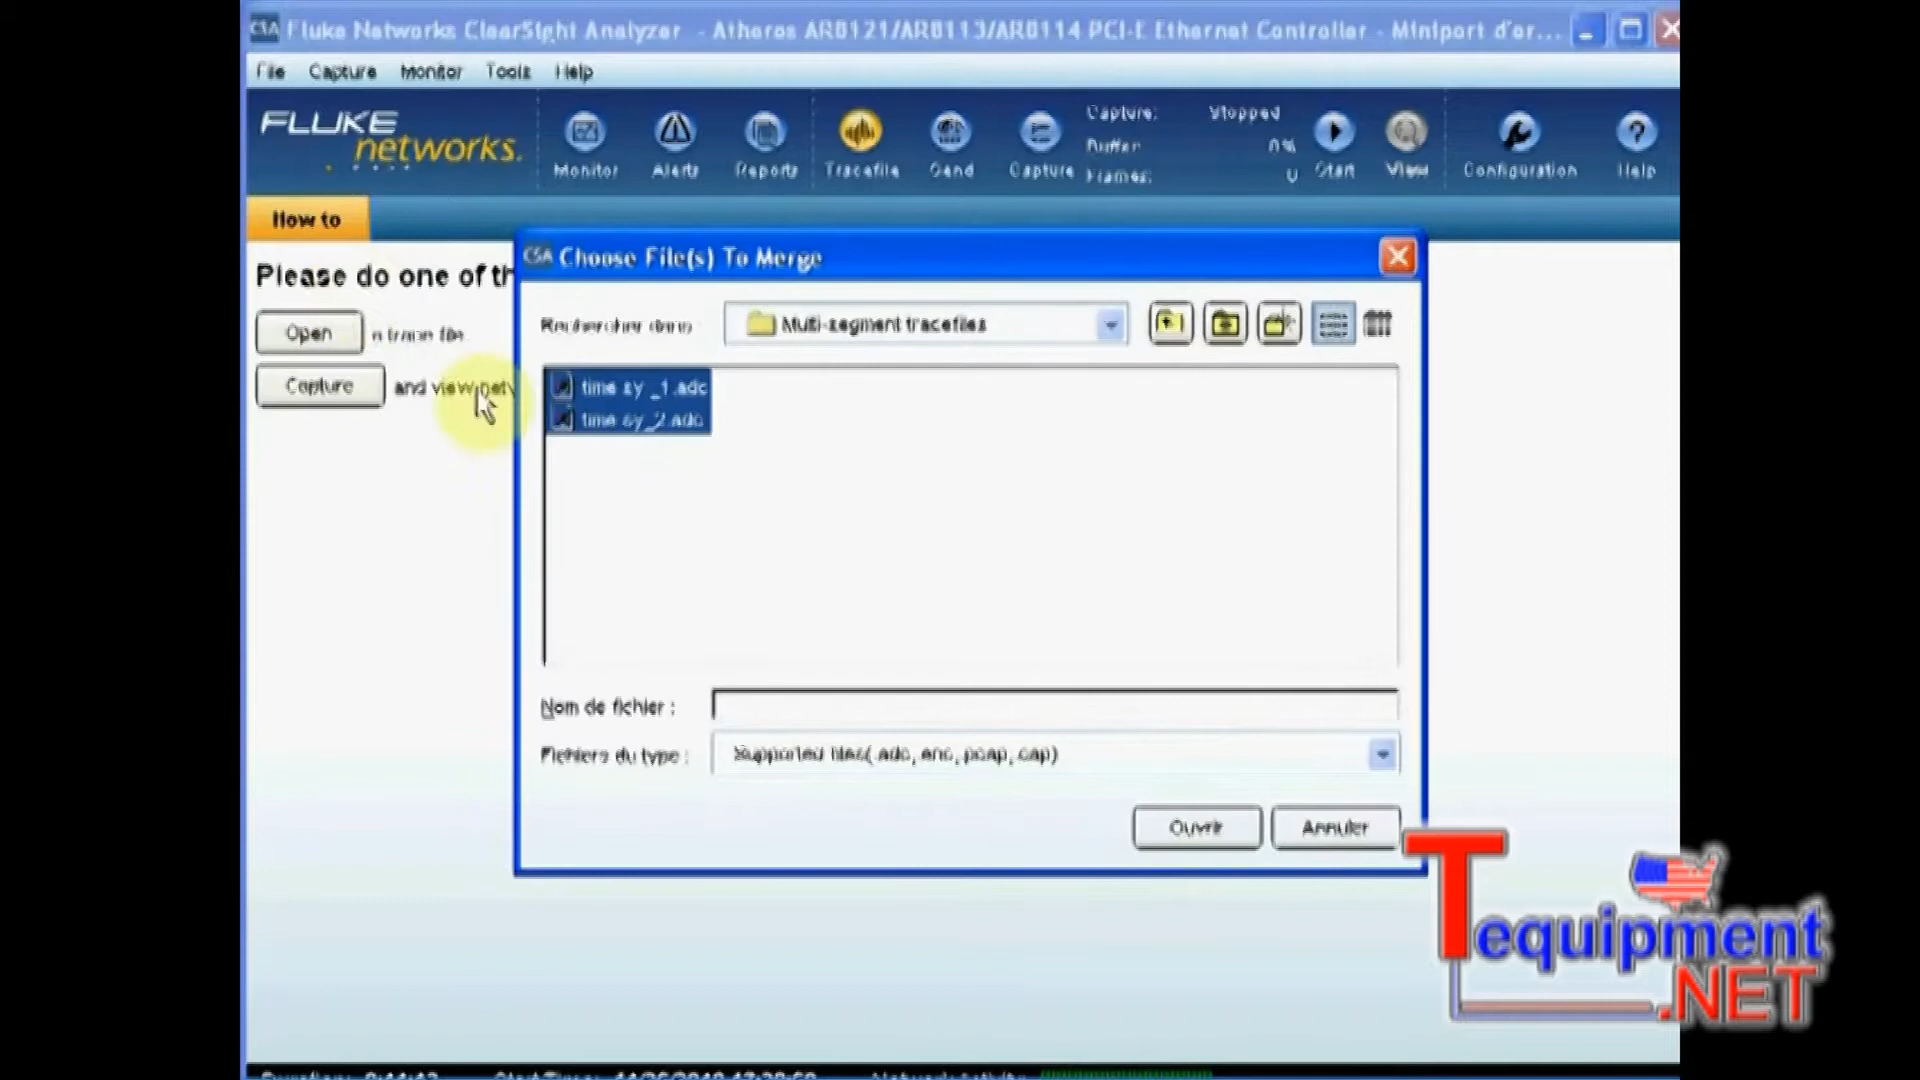 CSA Fluke Networks ClearSight Analyzer - Atheros AR8121/AR8113/AR8114 PCI-E Ethernet Controller - Miniport d'or...
File Capture Monitor Tools Help
FLUKE networks.
Monitor Alerts Reports Tracefile Send Capture
Capture: Stopped
Buffer 0%
Frames: 0
Start View Configuration Help
How to
Please do one of th
Open a trace file
Capture and view netv
CSA Choose File(s) To Merge
Rechercher dans : Multi-segment tracefiles
time sy _1.adc
time sy_2.adc
Nom de fichier :
Fichiers du type : Supported files(.adc, enc, pcap, cap)
Ouvrir Annuler
Tequipment
.NET